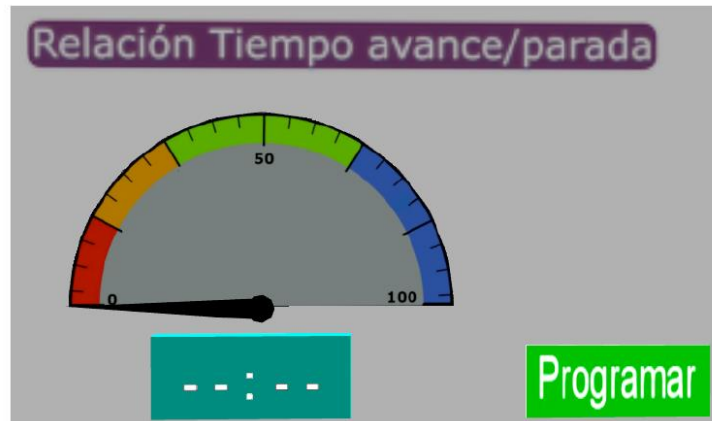 Relación Tiempo avance/parada
50
0
100
- - : - -
Programar